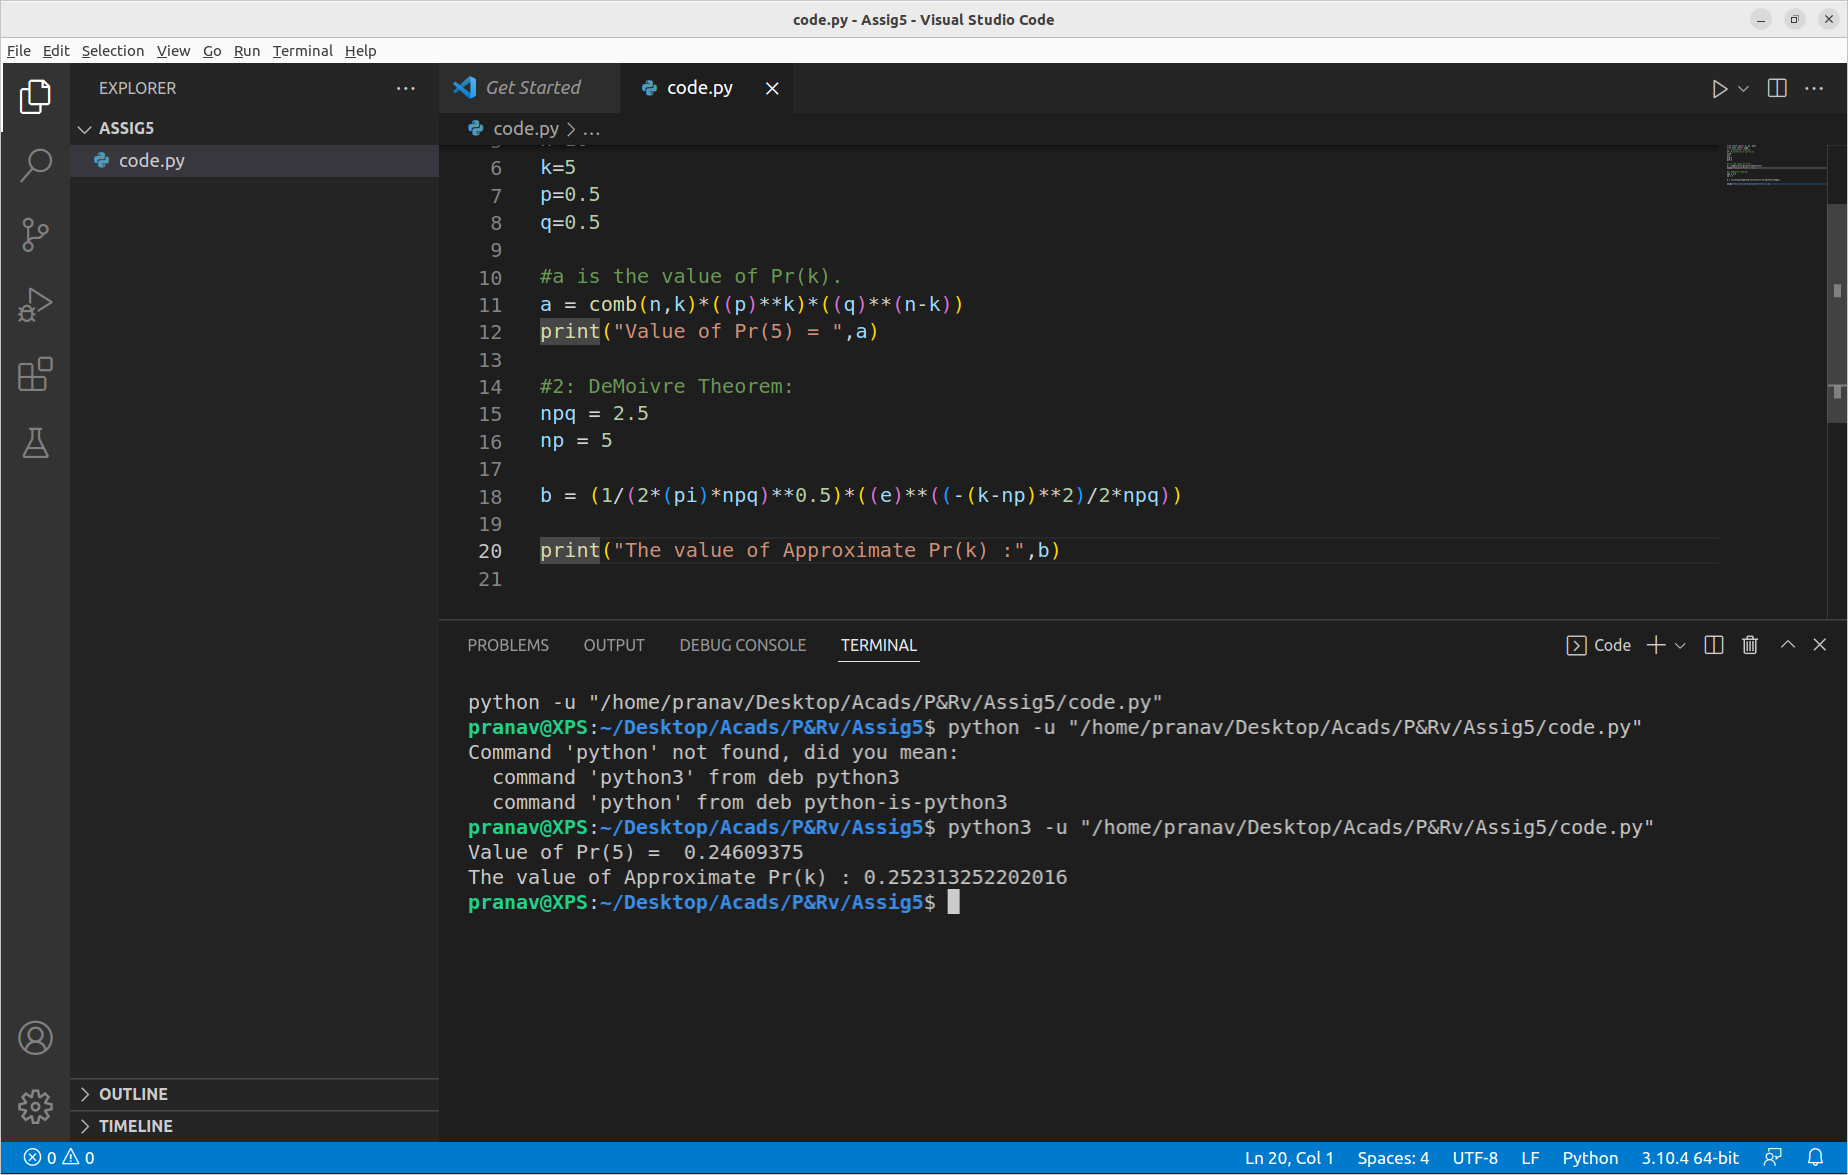 code.py - Assig5 - Visual Studio Code
File Edit Selection View Go Run Terminal Help
EXPLORER
ASSIG5
code.py
Get Started
code.py
code.py > ...
6 k=5
7 p=0.5
8 q=0.5
9
10 #a is the value of Pr(k).
11 a = comb(n,k)*((p)**k)*((q)**(n-k))
12 print("Value of Pr(5) = ",a)
13
14 #2: DeMoivre Theorem:
15 npq = 2.5
16 np = 5
17
18 b = (1/(2*(pi)*npq)**0.5)*((e)**((-(k-np)**2)/2*npq))
19
20 print("The value of Approximate Pr(k) :",b)
21
PROBLEMS OUTPUT DEBUG CONSOLE TERMINAL
Code
python -u "/home/pranav/Desktop/Acads/P&Rv/Assig5/code.py"
pranav@XPS:~/Desktop/Acads/P&Rv/Assig5$ python -u "/home/pranav/Desktop/Acads/P&Rv/Assig5/code.py"
Command 'python' not found, did you mean:
  command 'python3' from deb python3
  command 'python' from deb python-is-python3
pranav@XPS:~/Desktop/Acads/P&Rv/Assig5$ python3 -u "/home/pranav/Desktop/Acads/P&Rv/Assig5/code.py"
Value of Pr(5) =  0.24609375
The value of Approximate Pr(k) : 0.252313252202016
pranav@XPS:~/Desktop/Acads/P&Rv/Assig5$
OUTLINE
TIMELINE
0 0
Ln 20, Col 1 Spaces: 4 UTF-8 LF Python 3.10.4 64-bit